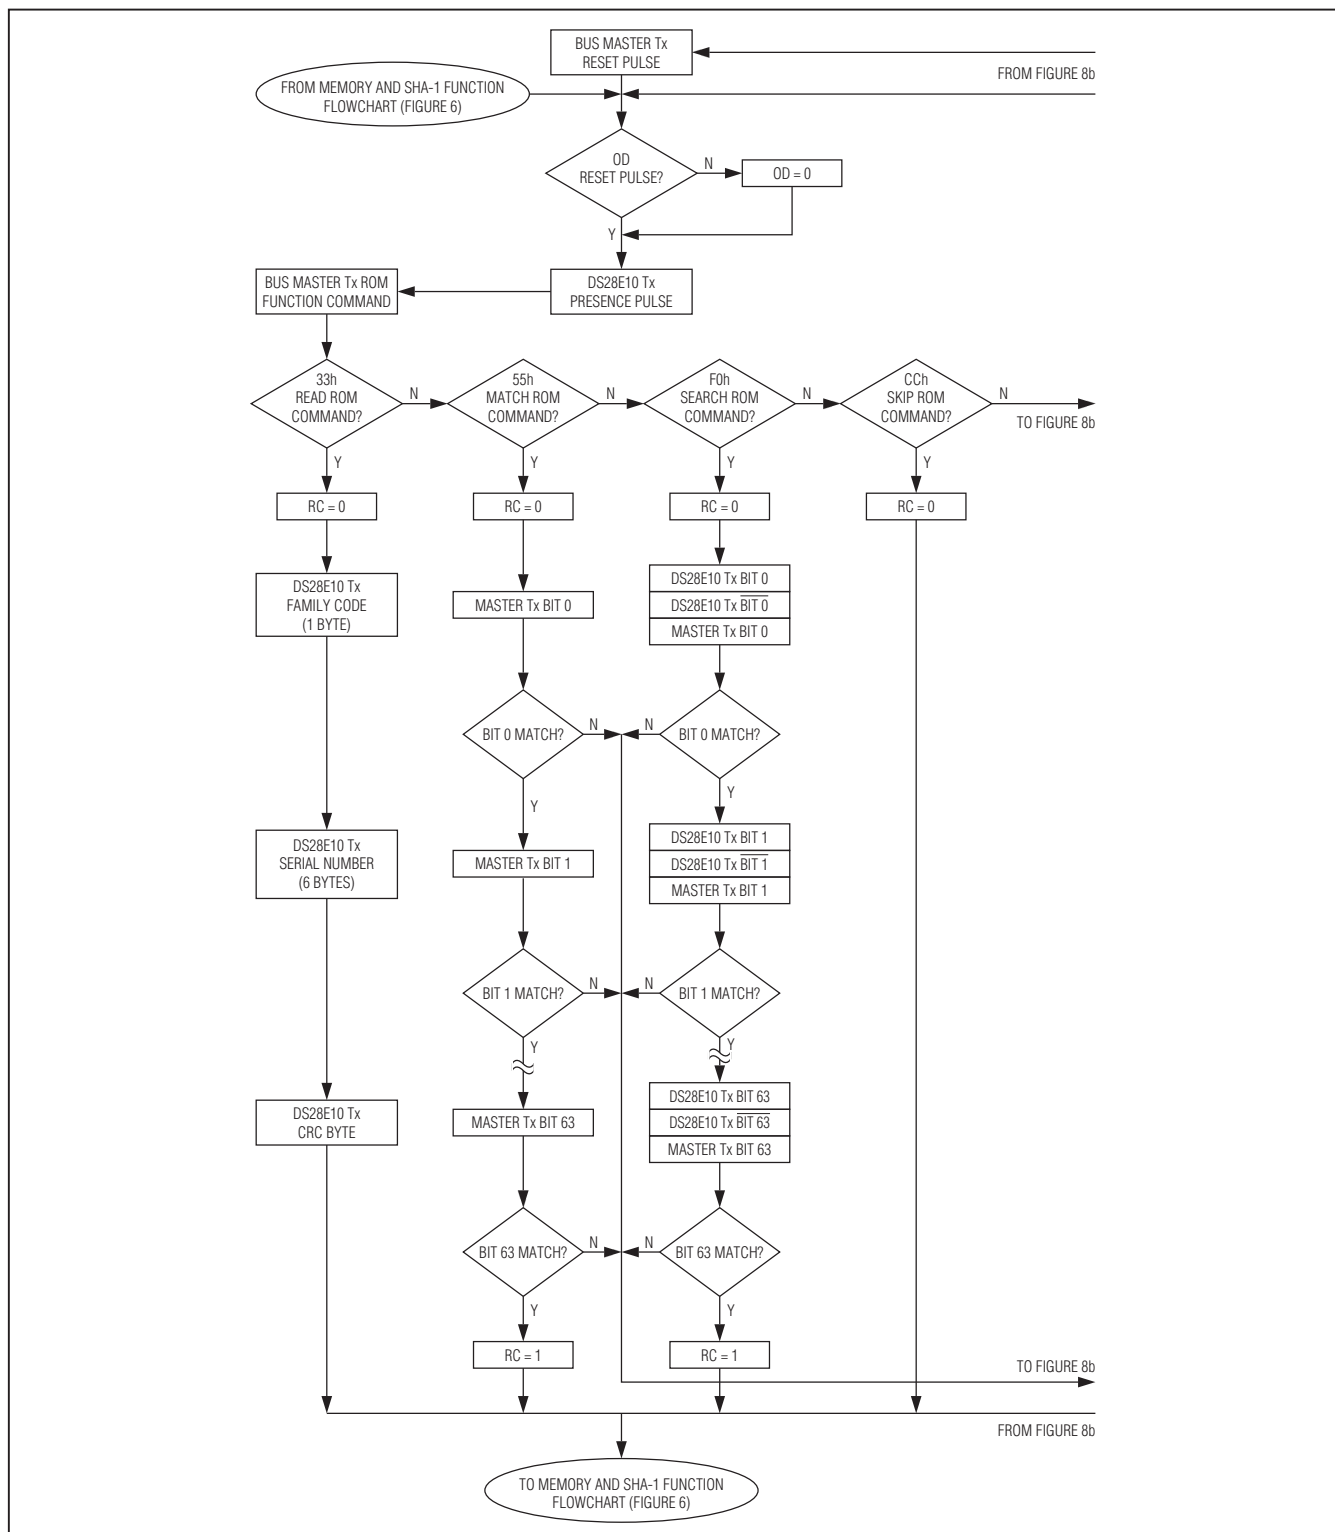 BUS MASTER Tx
RESET PULSE
FROM FIGURE 8b
FROM MEMORY AND SHA-1 FUNCTION
FLOWCHART (FIGURE 6)
OD
RESET PULSE?
N
OD = 0
Y
BUS MASTER Tx ROM
FUNCTION COMMAND
DS28E10 Tx
PRESENCE PULSE
33h
READ ROM
COMMAND?
N
55h
MATCH ROM
COMMAND?
N
F0h
SEARCH ROM
COMMAND?
N
CCh
SKIP ROM
COMMAND?
N
TO FIGURE 8b
Y
Y
Y
Y
RC = 0
RC = 0
RC = 0
RC = 0
DS28E10 Tx
FAMILY CODE
(1 BYTE)
MASTER Tx BIT 0
DS28E10 Tx BIT 0
DS28E10 Tx B̅I̅T̅ ̅0̅
MASTER Tx BIT 0
BIT 0 MATCH?
N
N
BIT 0 MATCH?
Y
Y
DS28E10 Tx
SERIAL NUMBER
(6 BYTES)
MASTER Tx BIT 1
DS28E10 Tx BIT 1
DS28E10 Tx B̅I̅T̅ ̅1̅
MASTER Tx BIT 1
BIT 1 MATCH?
N
N
BIT 1 MATCH?
Y
Y
DS28E10 Tx
CRC BYTE
MASTER Tx BIT 63
DS28E10 Tx BIT 63
DS28E10 Tx B̅I̅T̅ ̅6̅3̅
MASTER Tx BIT 63
BIT 63 MATCH?
N
N
BIT 63 MATCH?
Y
Y
RC = 1
RC = 1
TO FIGURE 8b
FROM FIGURE 8b
TO MEMORY AND SHA-1 FUNCTION
FLOWCHART (FIGURE 6)